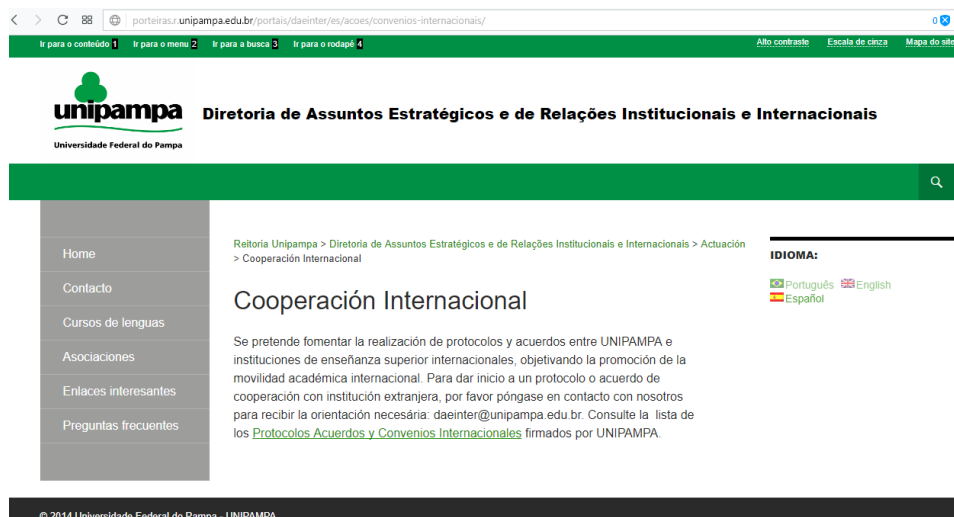 porteiras.r.unipampa.edu.br/portais/daeinter/es/acoes/convenios-internacionais/
0
Ir para o conteúdo 1 Ir para o menu 2 Ir para a busca 3 Ir para o rodapé 4
Alto contraste Escala de cinza Mapa do site
unipampa
Universidade Federal do Pampa
Diretoria de Assuntos Estratégicos e de Relações Institucionais e Internacionais
Home
Contacto
Cursos de lenguas
Asociaciones
Enlaces interesantes
Preguntas frecuentes
Reitoria Unipampa > Diretoria de Assuntos Estratégicos e de Relações Institucionais e Internacionais > Actuación
> Cooperación Internacional
Cooperación Internacional
Se pretende fomentar la realización de protocolos y acuerdos entre UNIPAMPA e
instituciones de enseñanza superior internacionales, objetivando la promoción de la
movilidad académica internacional. Para dar inicio a un protocolo o acuerdo de
cooperación con institución extranjera, por favor póngase en contacto con nosotros
para recibir la orientación necesária: daeinter@unipampa.edu.br. Consulte la lista de
los Protocolos Acuerdos y Convenios Internacionales firmados por UNIPAMPA.
IDIOMA:
Português English
Español
© 2014 Universidade Federal do Pampa - UNIPAMPA